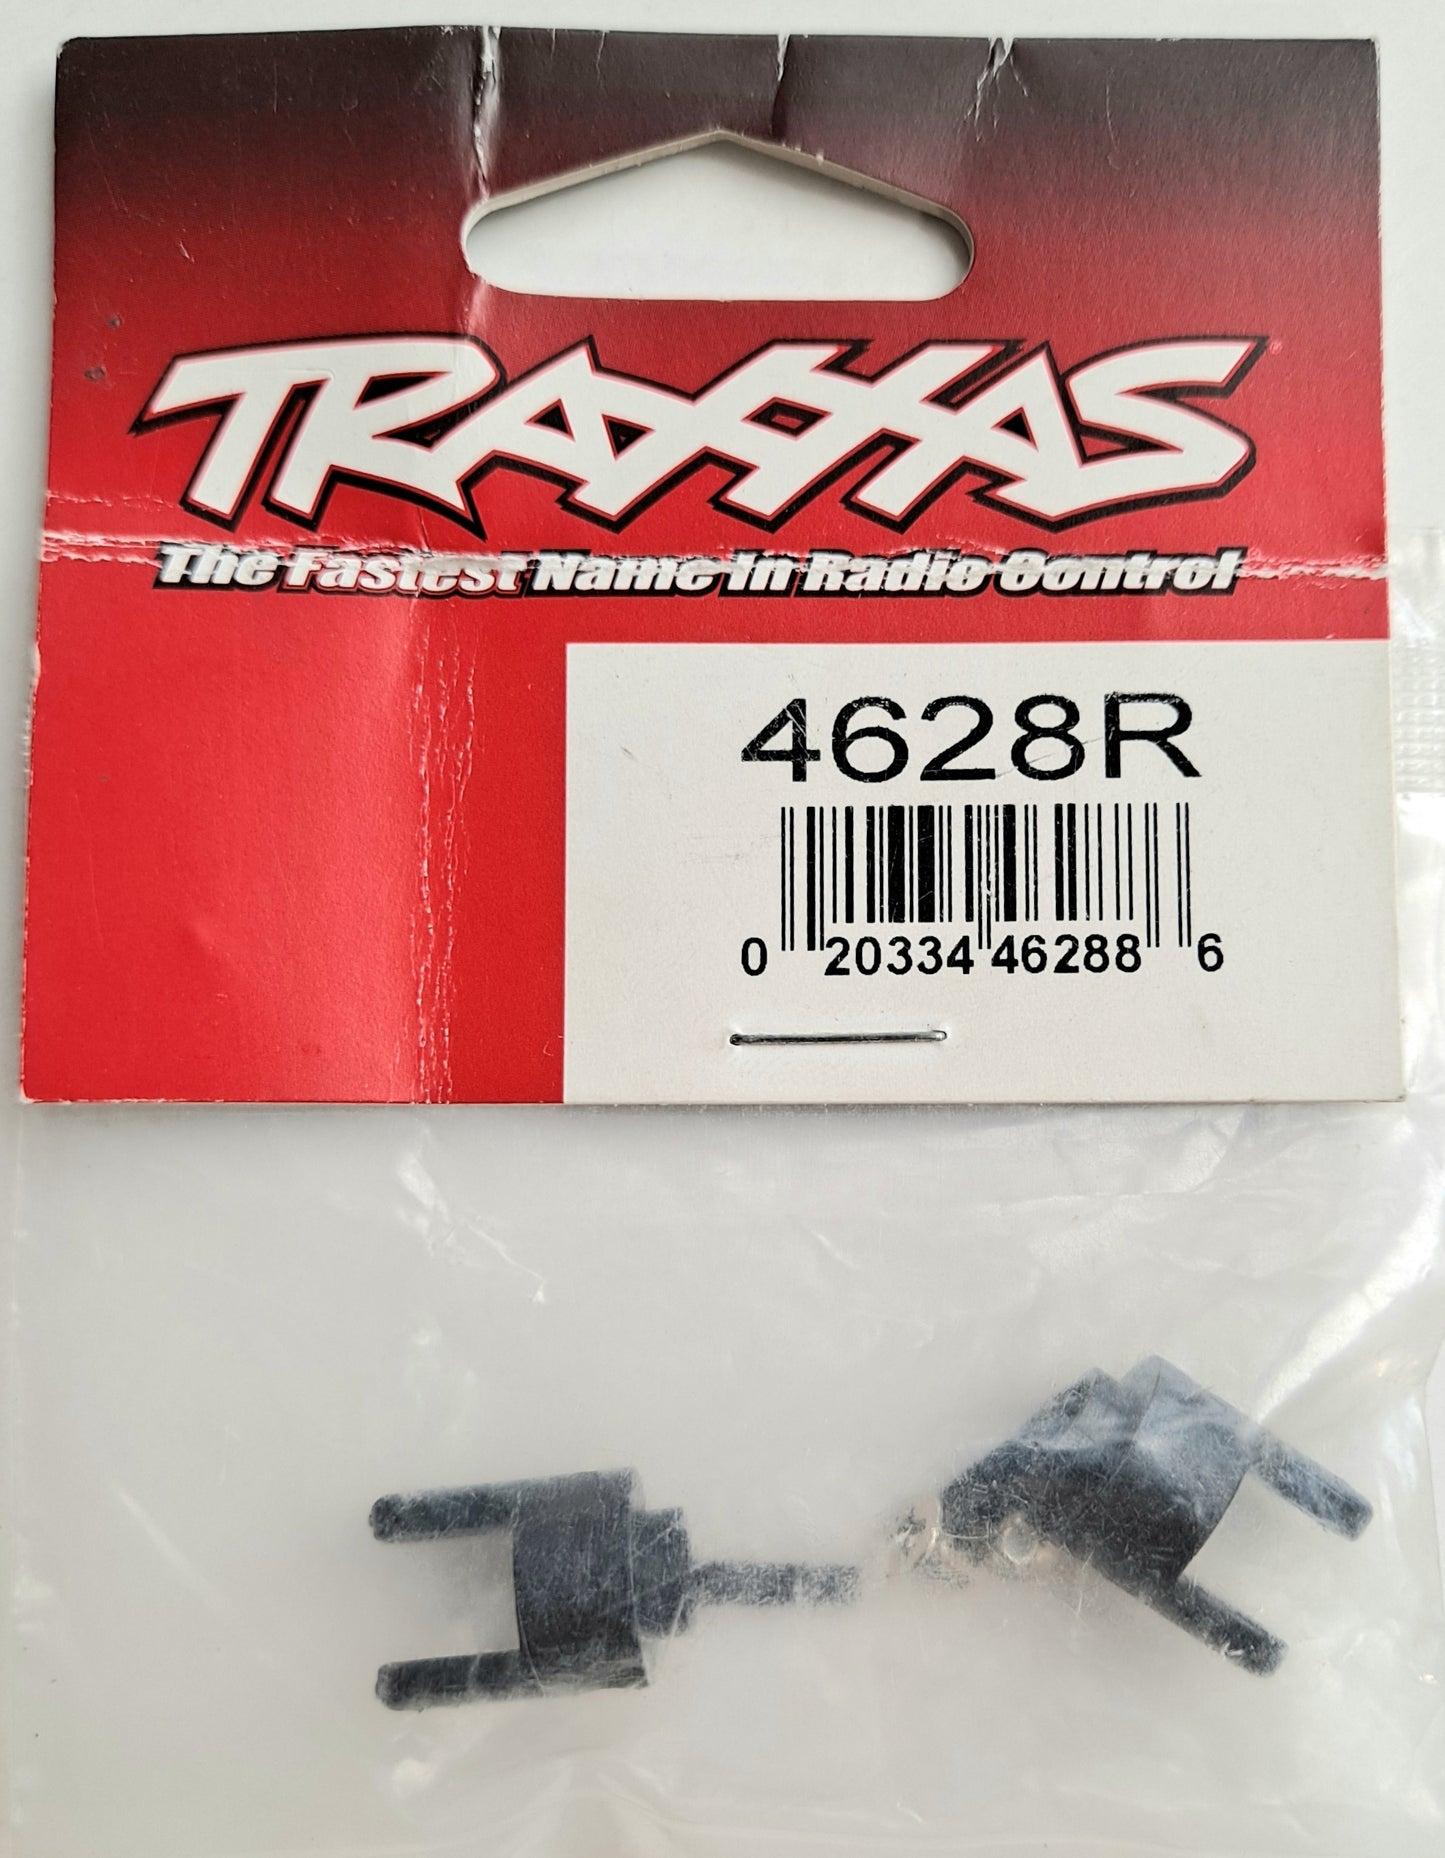 TRAXXAS
The Fastest Name In Radio Control
4628R
0 20334 46288 6